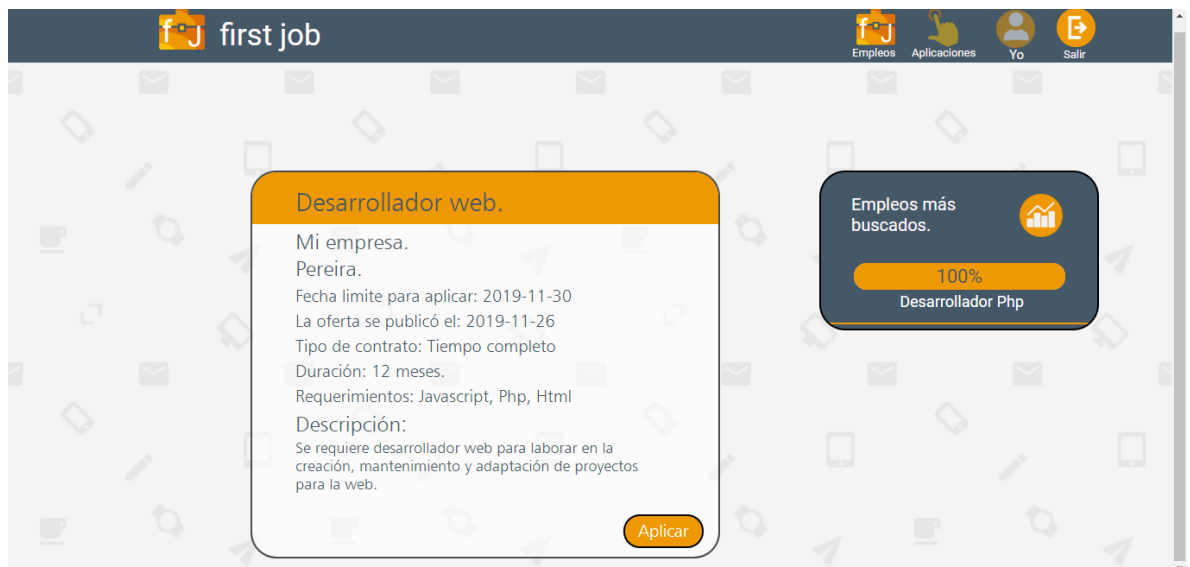 fj first job
fj
Empleos Aplicaciones Yo Salir
Desarrollador web.
Mi empresa.
Pereira.
Fecha limite para aplicar: 2019-11-30
La oferta se publicó el: 2019-11-26
Tipo de contrato: Tiempo completo
Duración: 12 meses.
Requerimientos: Javascript, Php, Html
Descripción:
Se requiere desarrollador web para laborar en la
creación, mantenimiento y adaptación de proyectos
para la web.
Aplicar
Empleos más
buscados.
100%
Desarrollador Php